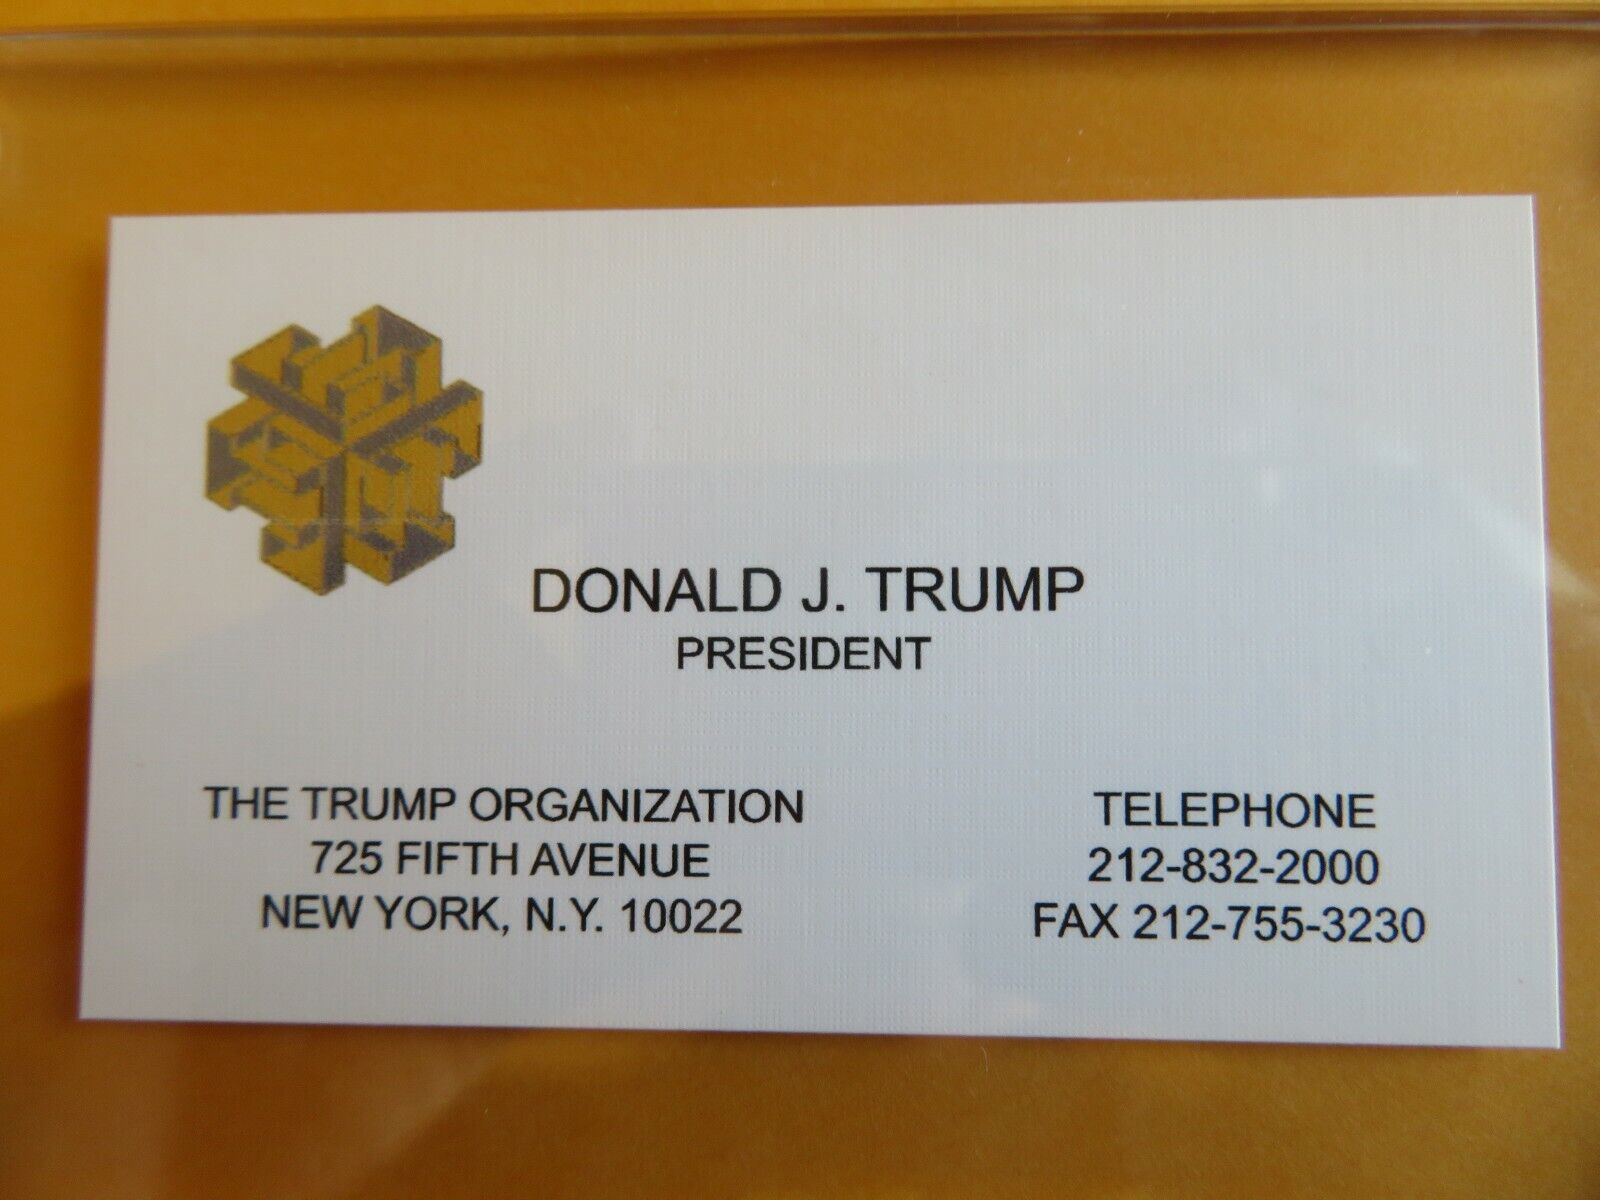 DONALD J. TRUMP
PRESIDENT
THE TRUMP ORGANIZATION
725 FIFTH AVENUE
NEW YORK, N.Y. 10022
TELEPHONE
212-832-2000
FAX 212-755-3230